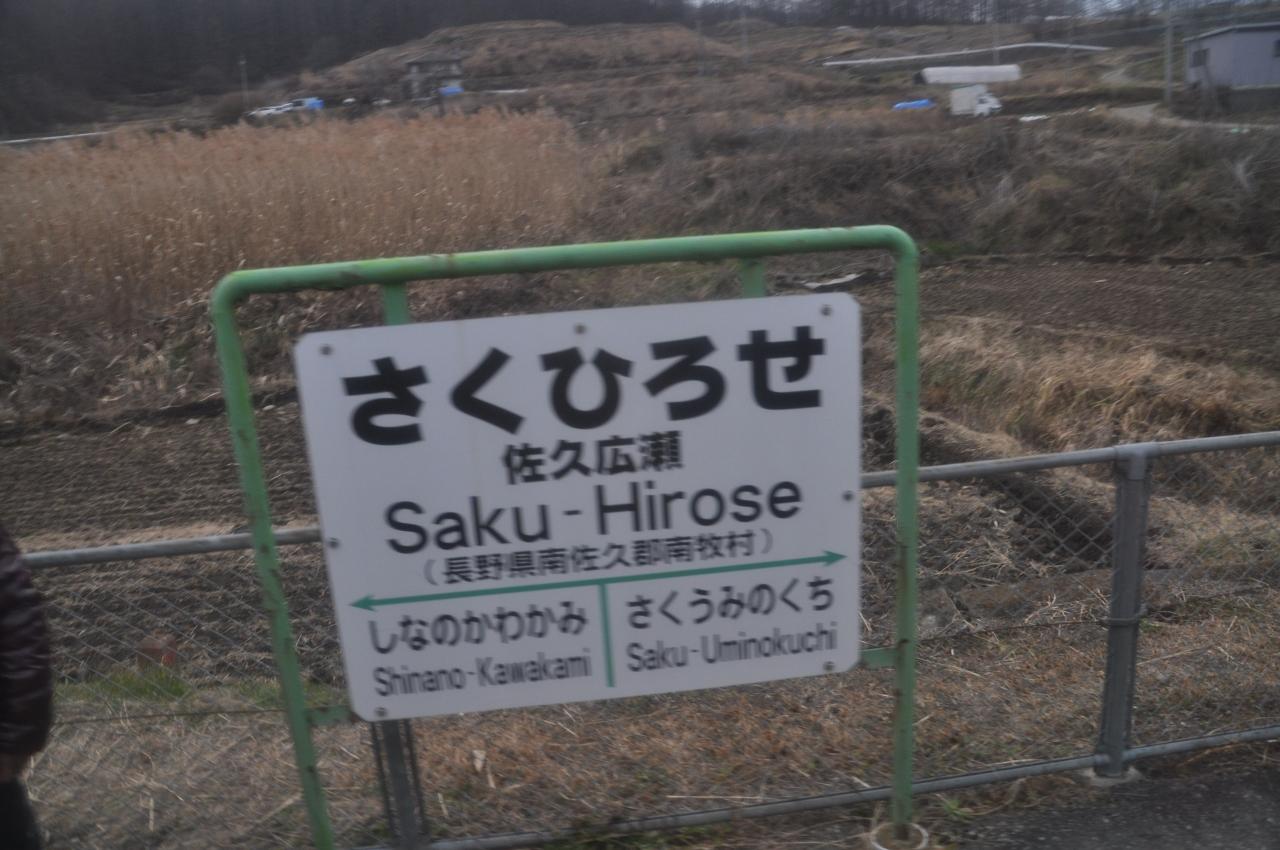 さくひろせ
佐久広瀬
Saku-Hirose
(長野県南佐久郡南牧村)
しなのかわかみ さくうみのくち
Shinano-Kawakami Saku-Uminokuchi